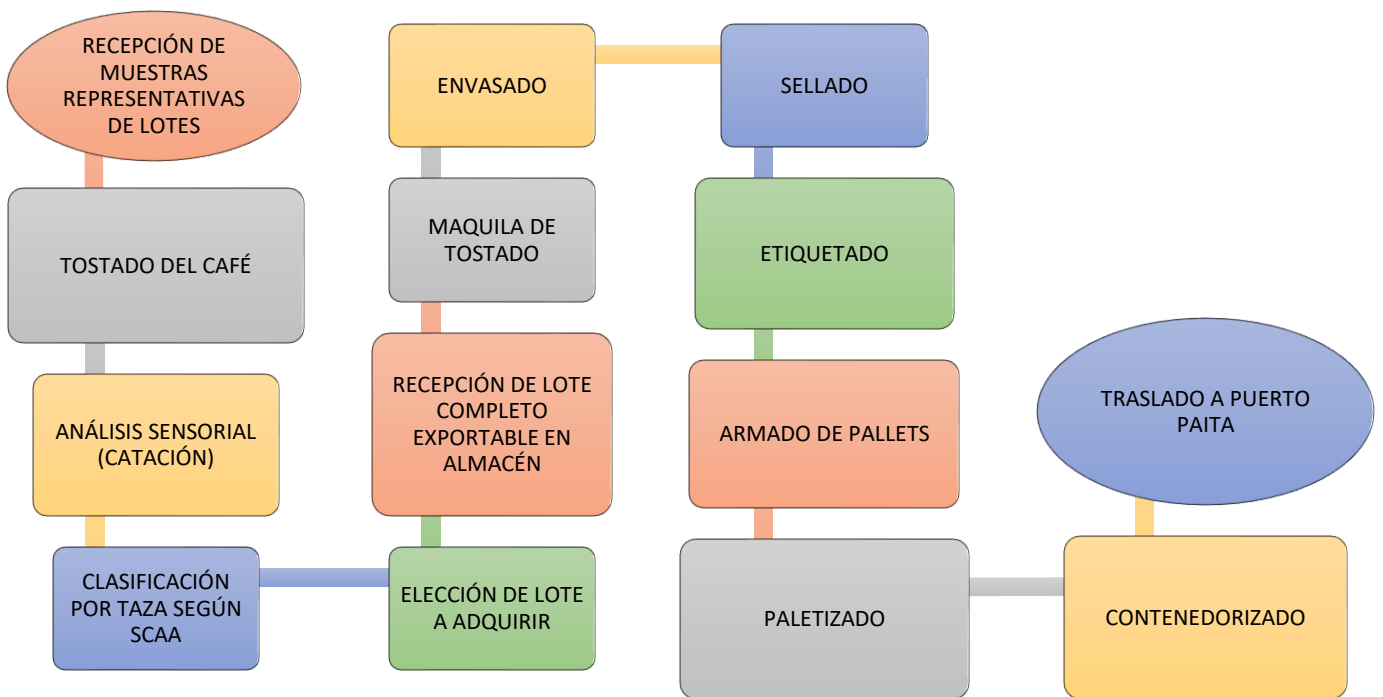 RECEPCIÓN DE
MUESTRAS
REPRESENTATIVAS
DE LOTES
TOSTADO DEL CAFÉ
ANÁLISIS SENSORIAL
(CATACIÓN)
CLASIFICACIÓN
POR TAZA SEGÚN
SCAA
ELECCIÓN DE LOTE
A ADQUIRIR
RECEPCIÓN DE LOTE
COMPLETO
EXPORTABLE EN
ALMACÉN
MAQUILA DE
TOSTADO
ENVASADO
SELLADO
ETIQUETADO
ARMADO DE PALLETS
PALETIZADO
CONTENEDORIZADO
TRASLADO A PUERTO
PAITA